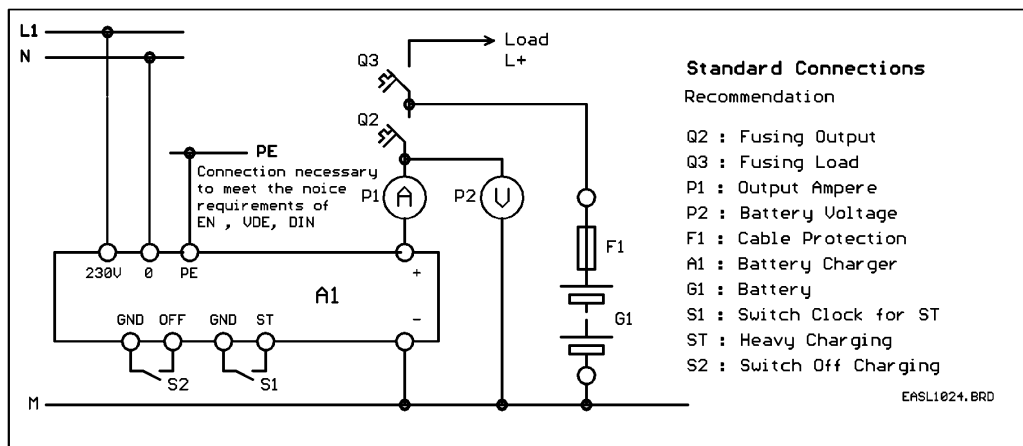 L1
N
Load
L+
Q3
Q2
PE
Connection necessary
to meet the noice
requirements of
EN , VDE, DIN
P1
A
P2
V
F1
G1
230V
0
PE
+
A1
-
GND
OFF
GND
ST
S2
S1
M
Standard Connections
Recommendation
Q2 : Fusing Output
Q3 : Fusing Load
P1 : Output Ampere
P2 : Battery Voltage
F1 : Cable Protection
A1 : Battery Charger
G1 : Battery
S1 : Switch Clock for ST
ST : Heavy Charging
S2 : Switch Off Charging
EASL1024.BRD